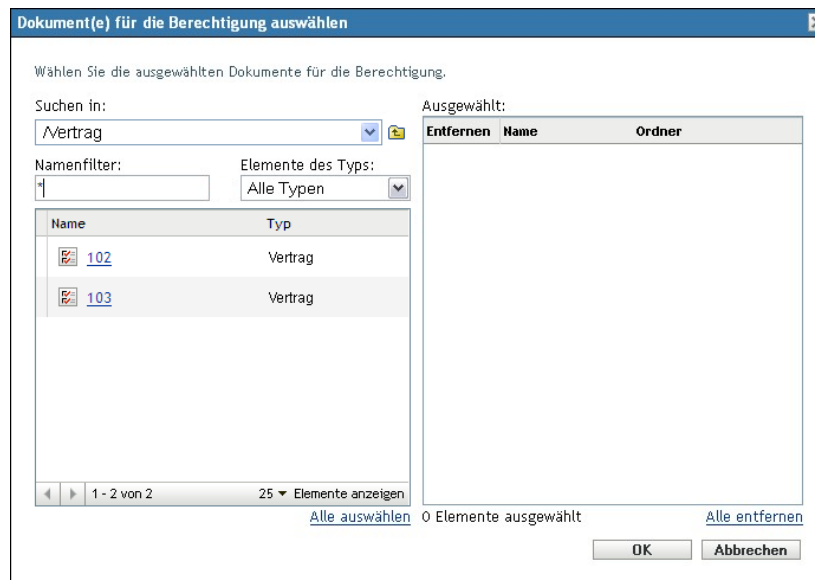 Dokument(e) für die Berechtigung auswählen
Wählen Sie die ausgewählten Dokumente für die Berechtigung.
Suchen in:
/Vertrag
Namenfilter:
Elemente des Typs:
*
Alle Typen
Name Typ
102 Vertrag
103 Vertrag
1 - 2 von 2
25 Elemente anzeigen
Alle auswählen
Ausgewählt:
Entfernen Name Ordner
0 Elemente ausgewählt
Alle entfernen
OK
Abbrechen